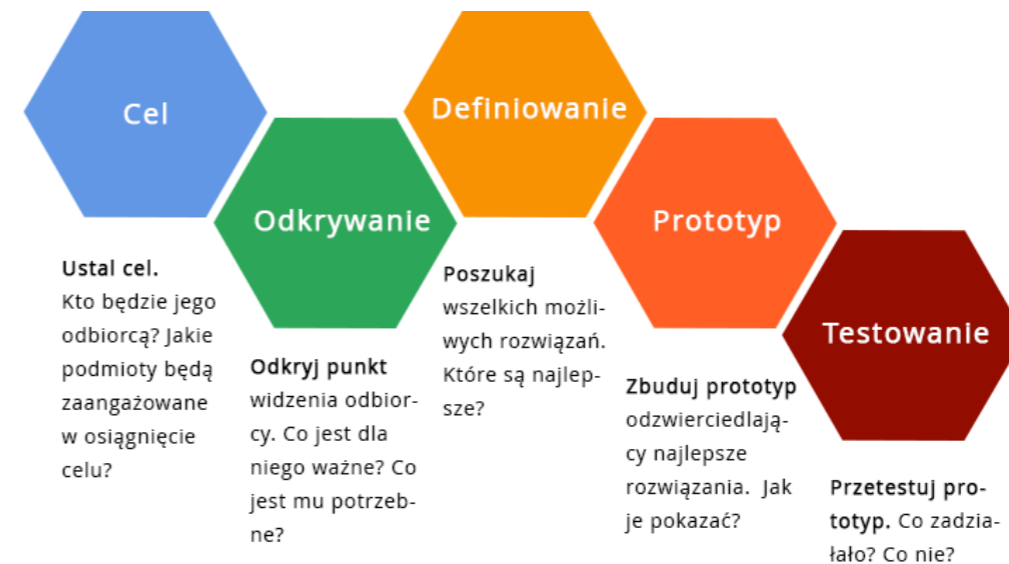 Cel
Ustal cel.
Kto będzie jego
odbiorcą? Jakie
podmioty będą
zaangażowane
w osiągnięcie
celu?
Odkrywanie
Odkryj punkt
widzenia odbior-
cy. Co jest dla
niego ważne? Co
jest mu potrzeb-
ne?
Definiowanie
Poszukaj
wszelkich możli-
wych rozwiązań.
Które są najlep-
sze?
Prototyp
Zbuduj prototyp
odzwierciedlają-
cy najlepsze
rozwiązania. Jak
je pokazać?
Testowanie
Przetestuj pro-
totyp. Co zadzia-
łało? Co nie?